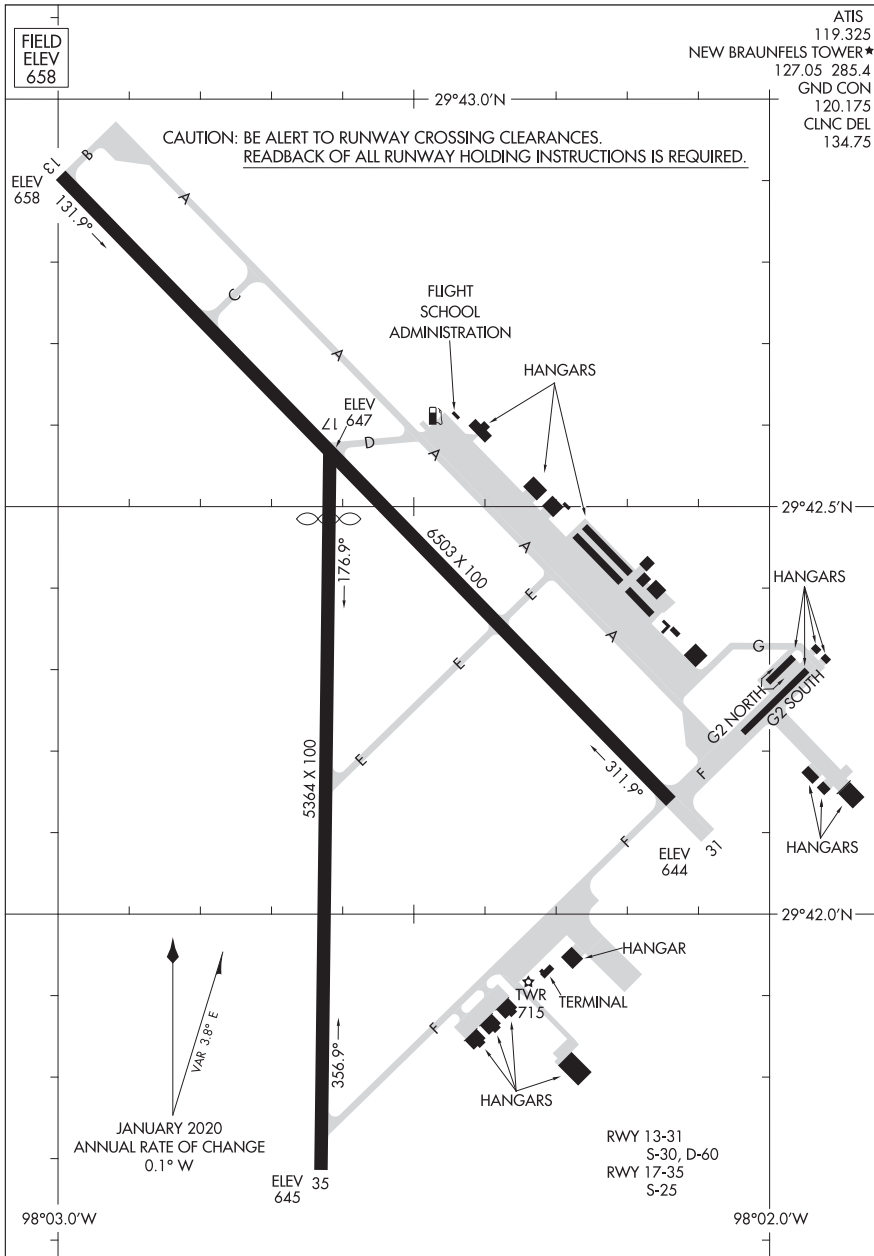 FIELD
ELEV
658
ATIS
119.325
NEW BRAUNFELS TOWER★
127.05 285.4
GND CON
120.175
CLNC DEL
134.75
29°43.0'N
CAUTION: BE ALERT TO RUNWAY CROSSING CLEARANCES.
READBACK OF ALL RUNWAY HOLDING INSTRUCTIONS IS REQUIRED.
13
B
ELEV
658
A
131.9°
C
FLIGHT
SCHOOL
ADMINISTRATION
A
HANGARS
ELEV
647
17
D
A
29°42.5'N
6503 X 100
A
176.9°
HANGARS
E
A
G
E
G2 NORTH
G2 SOUTH
E
5364 X 100
311.9°
F
F
HANGARS
ELEV
644
31
29°42.0'N
HANGAR
TWR
715
TERMINAL
F
VAR 3.8° E
356.9°
HANGARS
JANUARY 2020
ANNUAL RATE OF CHANGE
0.1° W
RWY 13-31
S-30, D-60
RWY 17-35
S-25
ELEV
645
35
98°03.0'W
98°02.0'W